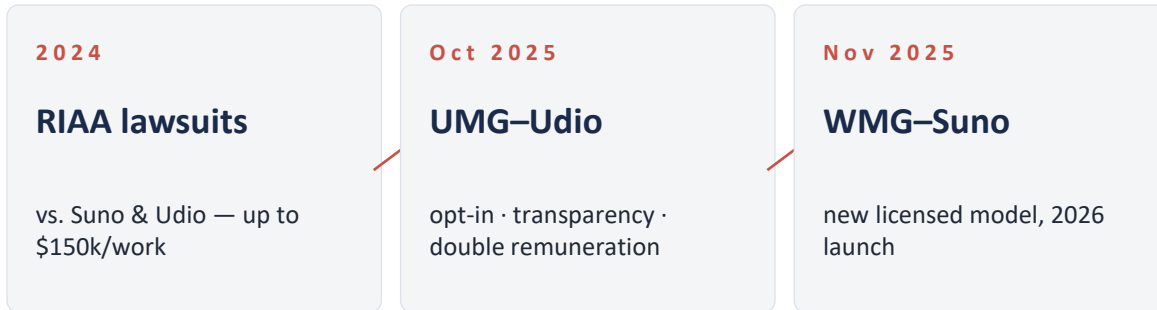 2024
RIAA lawsuits
vs. Suno & Udio — up to
$150k/work
Oct 2025
UMG–Udio
opt-in · transparency ·
double remuneration
Nov 2025
WMG–Suno
new licensed model, 2026
launch